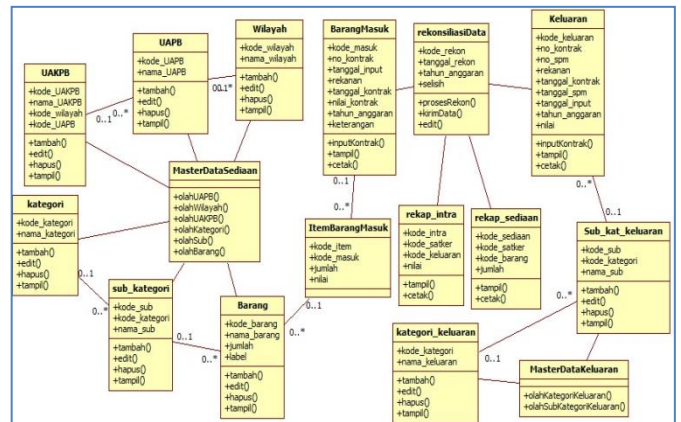 UAKPB
+kode_UAKPB
+nama_UAKPB
+kode_wilayah
+kode_UAPB
+tambah()
+edit()
+hapus()
+tampil()
0..1
0..*
UAPB
+kode_UAPB
+nama_UAPB
+tambah()
+edit()
+hapus()
+tampil()
Wilayah
+kode_wilayah
+nama_wilayah
+tambah()
+edit()
+hapus()
+tampil()
BarangMasuk
+kode_masuk
+no_kontrak
+tanggal_input
+rekanan
+tanggal_kontrak
+nilai_kontrak
+tahun_anggaran
+keterangan
+inputKontrak()
+tampil()
+cetak()
0..1
0..*
rekonsiliasiData
+kode_rekon
+tanggal_rekon
+tahun_anggaran
+selisih
+prosesRekon()
+kirimData()
+edit()
Keluaran
+kode_keluaran
+no_kontrak
+no_spm
+rekanan
+tanggal_kontrak
+tanggal_spm
+tanggal_input
+tahun_anggaran
+nilai
+inputKontrak()
+tampil()
+cetak()
0..*
0..1
MasterDataSediaan
+olahUAPB()
+olahWilayah()
+olahUAKPB()
+olahKategori()
+olahSub()
+olahBarang()
kategori
+kode_kategori
+nama_kategori
+tambah()
+edit()
+hapus()
+tampil()
0..1
0..*
sub_kategori
+kode_sub
+kode_kategori
+nama_sub
+tambah()
+edit()
+hapus()
+tampil()
0..1
0..*
Barang
+kode_barang
+nama_barang
+jumlah
+label
+tambah()
+edit()
+hapus()
+tampil()
0..*
0..1
ItemBarangMasuk
+kode_item
+kode_masuk
+jumlah
+nilai
rekap_intra
+kode_intra
+kode_satker
+kode_keluaran
+nilai
+tampil()
+cetak()
rekap_sediaan
+kode_sediaan
+kode_satker
+kode_barang
+jumlah
+tampil()
+cetak()
Sub_kat_keluaran
+kode_sub
+kode_kategori
+nama_sub
+tambah()
+edit()
+hapus()
+tampil()
0..*
0..1
kategori_keluaran
+kode_kategori
+nama_keluaran
+tambah()
+edit()
+hapus()
+tampil()
MasterDataKeluaran
+olahKategoriKeluaran()
+olahSubKategoriKeluaran()